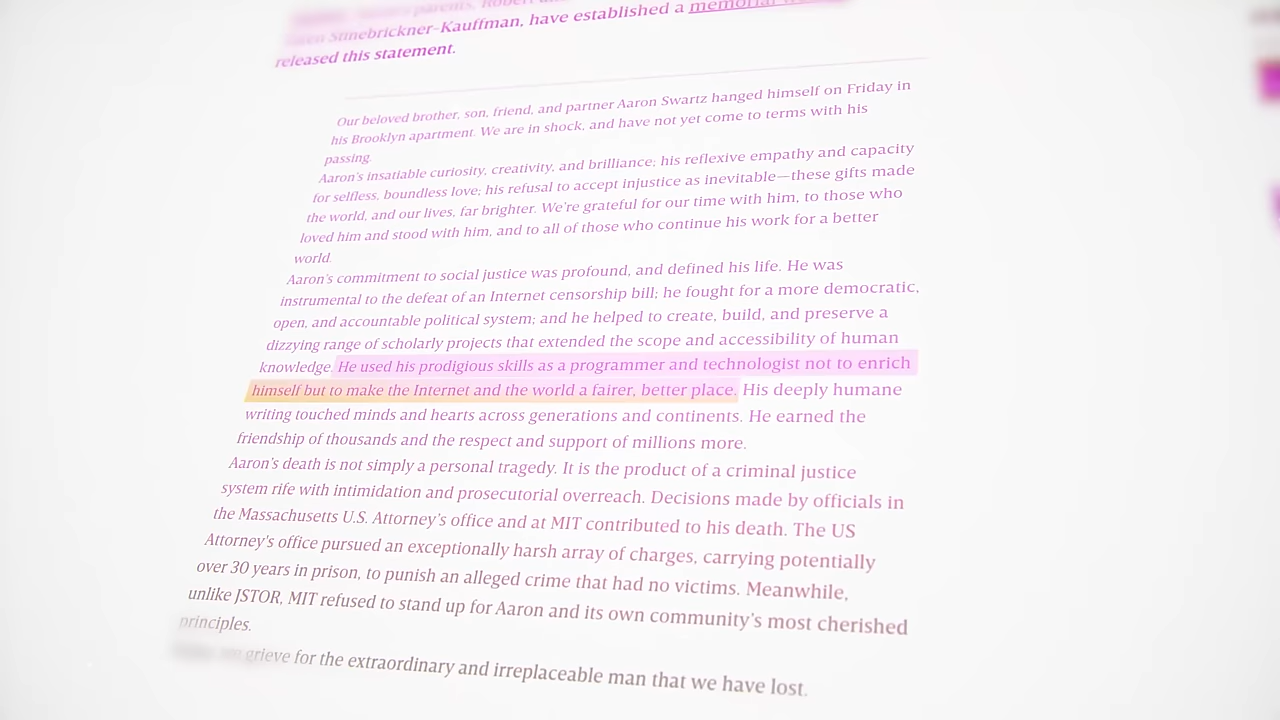 parents, Robert
Stinebrickner-Kauffman, have established a memorial
released this statement.
Our beloved brother, son, friend, and partner Aaron Swartz hanged himself on Friday in
his Brooklyn apartment. We are in shock, and have not yet come to terms with his
passing.
Aaron's insatiable curiosity, creativity, and brilliance; his reflexive empathy and capacity
for selfless, boundless love; his refusal to accept injustice as inevitable—these gifts made
the world, and our lives, far brighter. We're grateful for our time with him, to those who
loved him and stood with him, and to all of those who continue his work for a better
world.
Aaron's commitment to social justice was profound, and defined his life. He was
instrumental to the defeat of an Internet censorship bill; he fought for a more democratic,
open, and accountable political system; and he helped to create, build, and preserve a
dizzying range of scholarly projects that extended the scope and accessibility of human
knowledge. He used his prodigious skills as a programmer and technologist not to enrich
himself but to make the Internet and the world a fairer, better place. His deeply humane
writing touched minds and hearts across generations and continents. He earned the
friendship of thousands and the respect and support of millions more.
Aaron's death is not simply a personal tragedy. It is the product of a criminal justice
system rife with intimidation and prosecutorial overreach. Decisions made by officials in
the Massachusetts U.S. Attorney's office and at MIT contributed to his death. The US
Attorney's office pursued an exceptionally harsh array of charges, carrying potentially
over 30 years in prison, to punish an alleged crime that had no victims. Meanwhile,
unlike JSTOR, MIT refused to stand up for Aaron and its own community's most cherished
principles.
grieve for the extraordinary and irreplaceable man that we have lost.